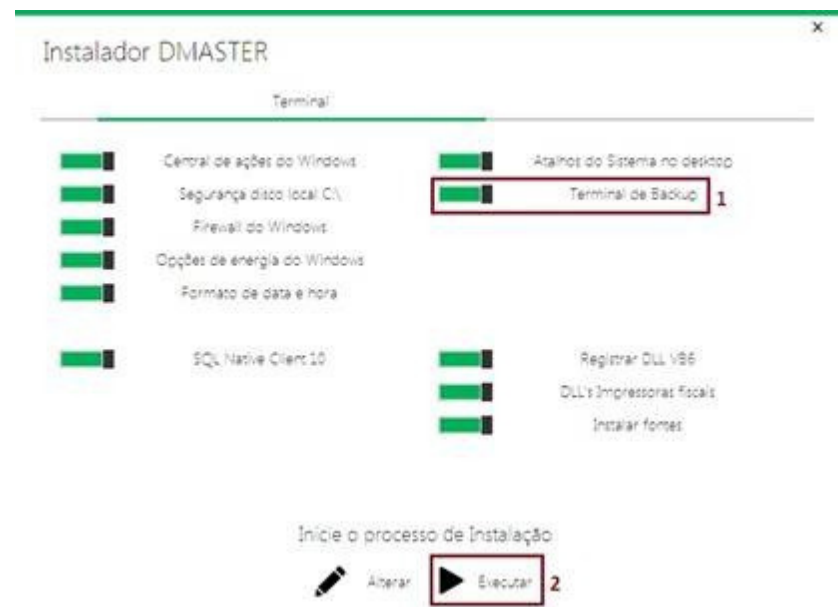 ×
Instalador DMASTER
Terminal
Central de ações do Windows
Atalhos do Sistema no desktop
Segurança disco local C:\
Terminal de Backup
1
Firewall do Windows
Opções de energia do Windows
Formato de data e hora
SQL Native Client 10
Registrar DLL VB6
DLL's Impressoras fiscais
Instalar fontes
Inicie o processo de Instalação
Alterar
Executar
2